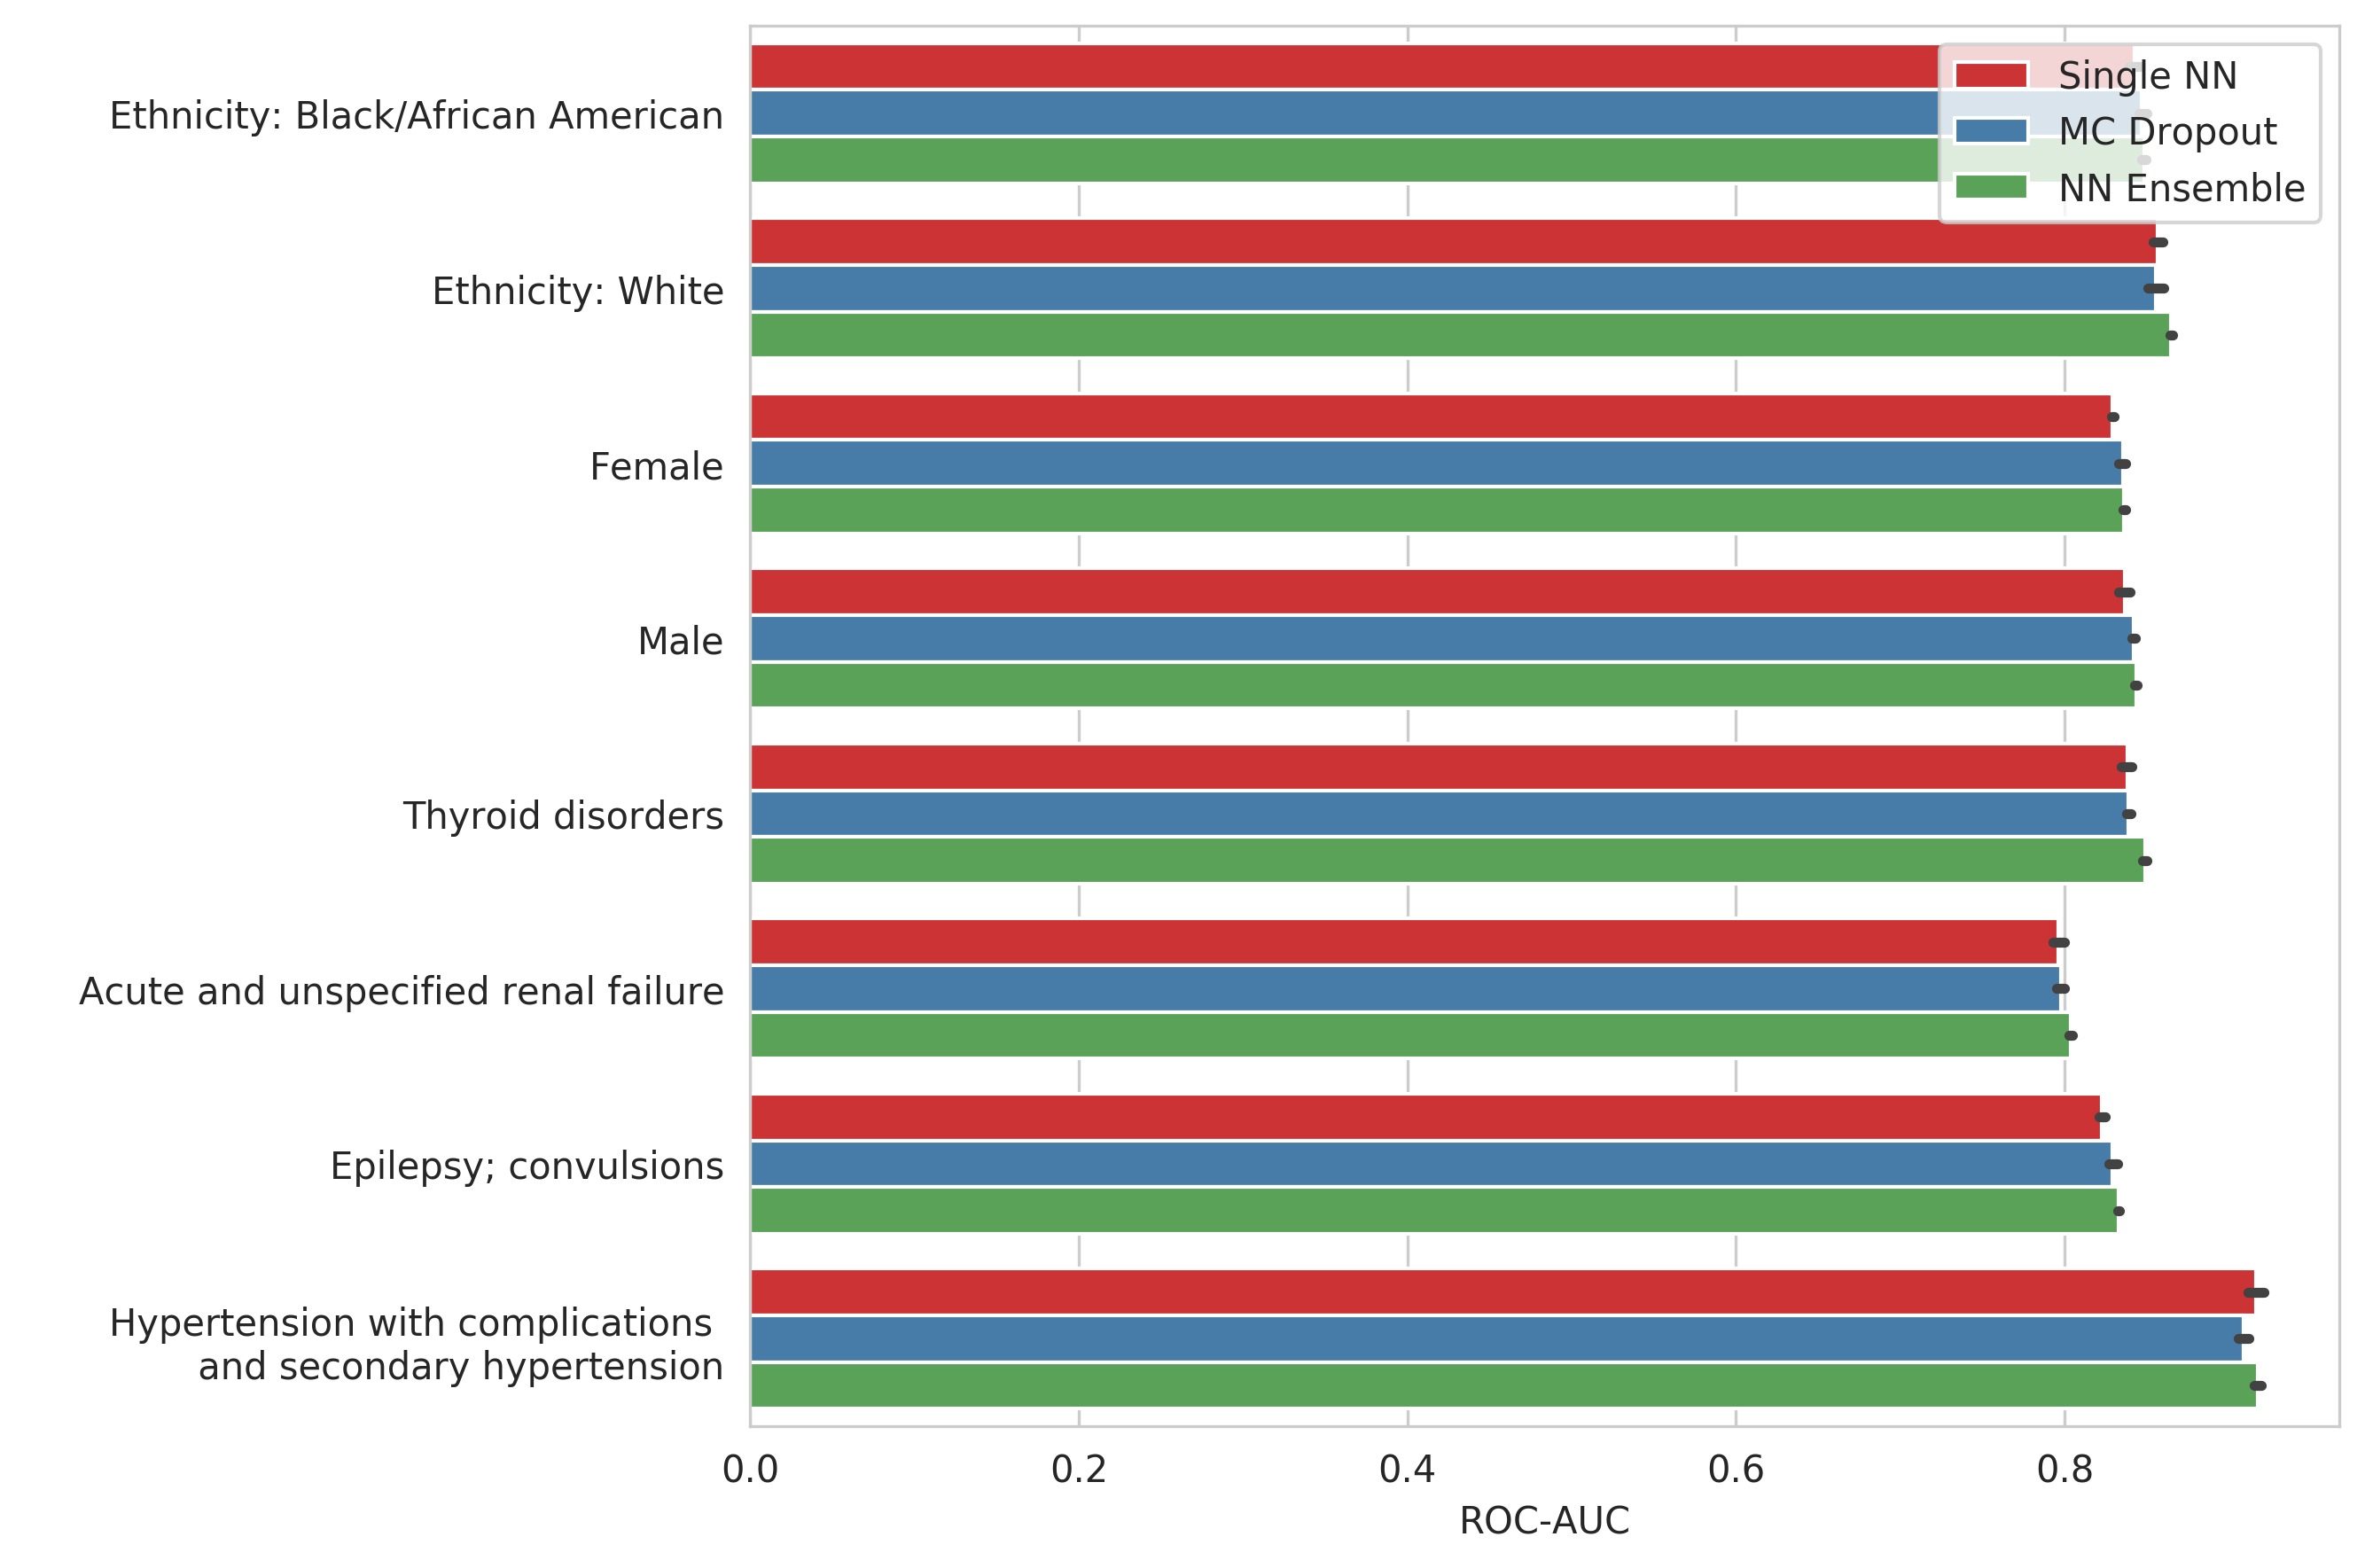 Single NN
MC Dropout
NN Ensemble
Ethnicity: Black/African American
Ethnicity: White
Female
Male
Thyroid disorders
Acute and unspecified renal failure
Epilepsy; convulsions
Hypertension with complications
and secondary hypertension
0.0 0.2 0.4 0.6 0.8
ROC-AUC